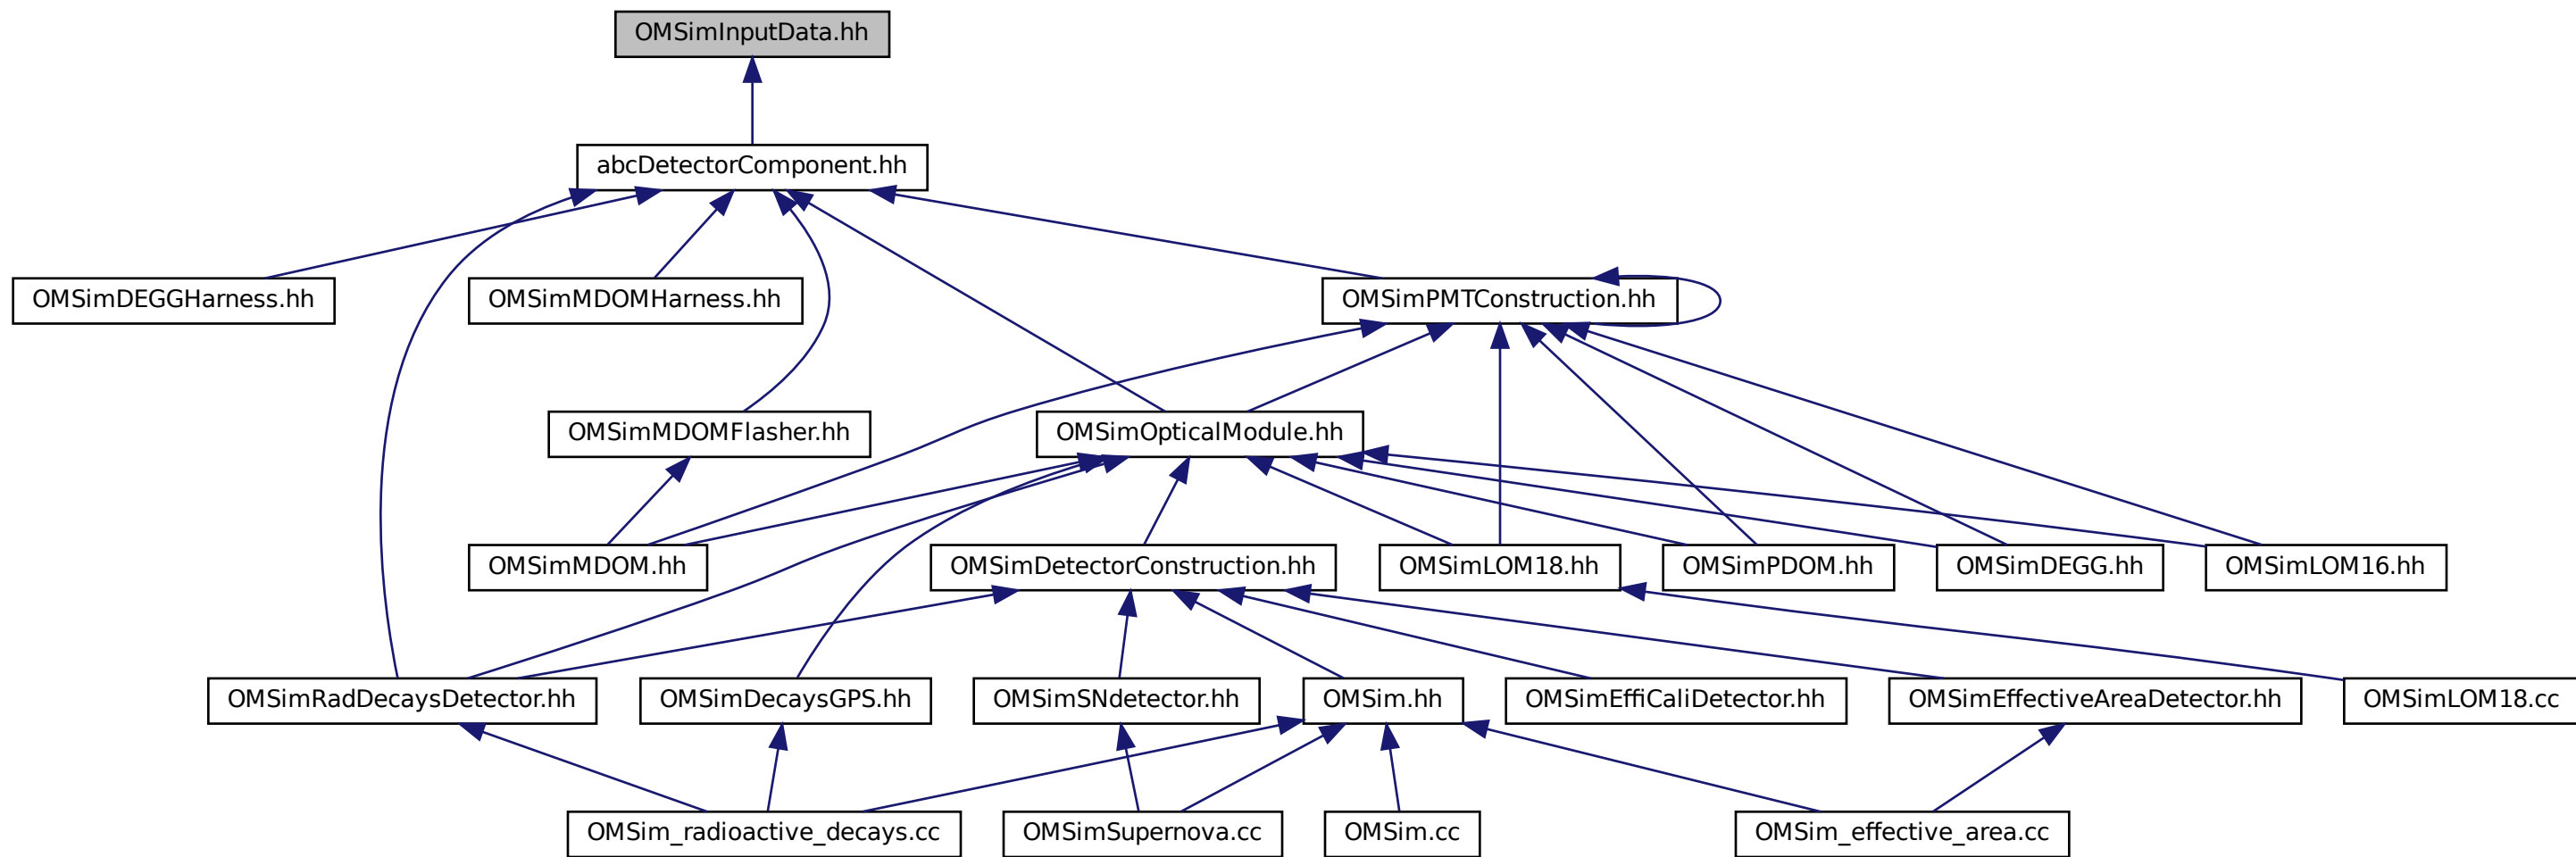 OMSimInputData.hh
abcDetectorComponent.hh
OMSimDEGGHarness.hh
OMSimMDOMHarness.hh
OMSimPMTConstruction.hh
OMSimMDOMFlasher.hh
OMSimOpticalModule.hh
OMSimMDOM.hh
OMSimDetectorConstruction.hh
OMSimLOM18.hh
OMSimPDOM.hh
OMSimDEGG.hh
OMSimLOM16.hh
OMSimRadDecaysDetector.hh
OMSimDecaysGPS.hh
OMSimSNdetector.hh
OMSim.hh
OMSimEffiCaliDetector.hh
OMSimEffectiveAreaDetector.hh
OMSimLOM18.cc
OMSim_radioactive_decays.cc
OMSimSupernova.cc
OMSim.cc
OMSim_effective_area.cc